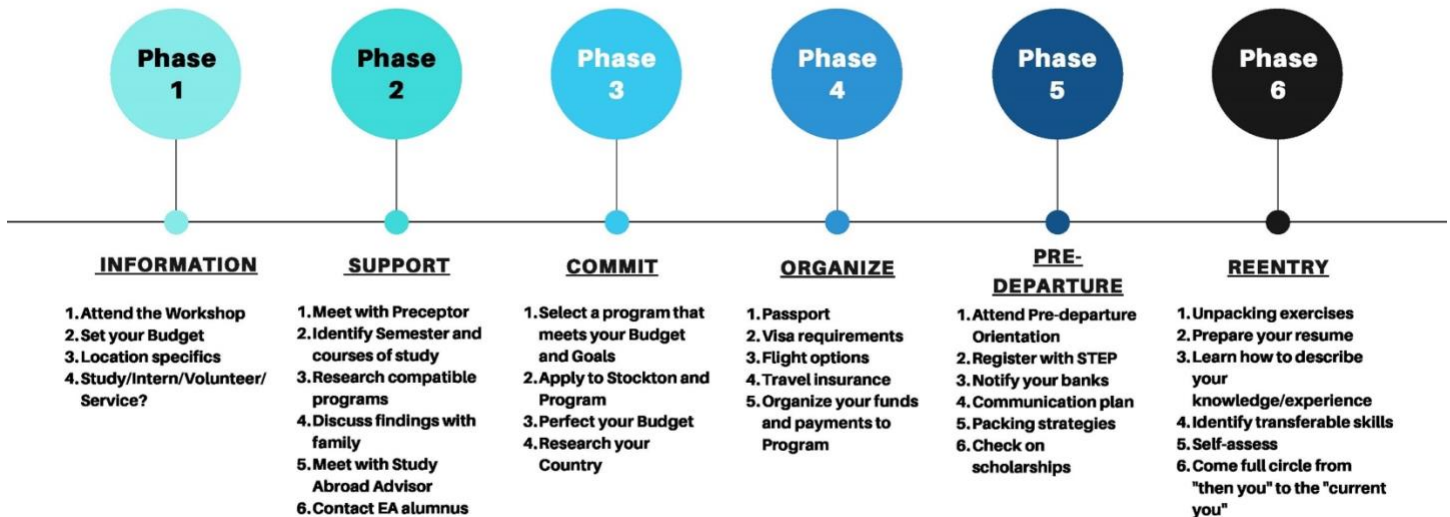 Phase
1
Phase
2
Phase
3
Phase
4
Phase
5
Phase
6
INFORMATION
1. Attend the Workshop
2. Set your Budget
3. Location specifics
4. Study/Intern/Volunteer/
Service?
SUPPORT
1. Meet with Preceptor
2. Identify Semester and
courses of study
3. Research compatible
programs
4. Discuss findings with
family
5. Meet with Study
Abroad Advisor
6. Contact EA alumnus
COMMIT
1. Select a program that
meets your Budget
and Goals
2. Apply to Stockton and
Program
3. Perfect your Budget
4. Research your
Country
ORGANIZE
1. Passport
2. Visa requirements
3. Flight options
4. Travel insurance
5. Organize your funds
and payments to
Program
PRE-
DEPARTURE
1. Attend Pre-departure
Orientation
2. Register with STEP
3. Notify your banks
4. Communication plan
5. Packing strategies
6. Check on
scholarships
REENTRY
1. Unpacking exercises
2. Prepare your resume
3. Learn how to describe
your
knowledge/experience
4. Identify transferable skills
5. Self-assess
6. Come full circle from
"then you" to the "current
you"